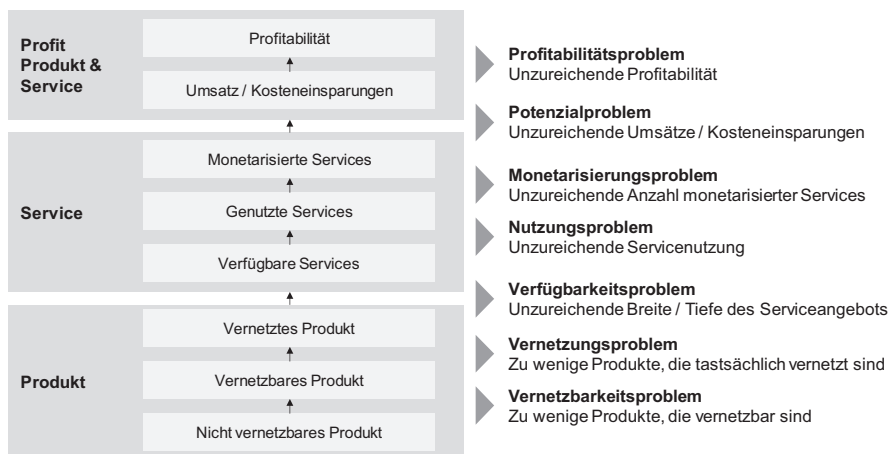 Profit
Produkt &
Service
Profitabilität
Umsatz / Kosteneinsparungen
Service
Monetarisierte Services
Genutzte Services
Verfügbare Services
Produkt
Vernetztes Produkt
Vernetzbares Produkt
Nicht vernetzbares Produkt
Profitabilitätsproblem
Unzureichende Profitabilität
Potenzialproblem
Unzureichende Umsätze / Kosteneinsparungen
Monetarisierungsproblem
Unzureichende Anzahl monetarisierter Services
Nutzungsproblem
Unzureichende Servicenutzung
Verfügbarkeitsproblem
Unzureichende Breite / Tiefe des Serviceangebots
Vernetzungsproblem
Zu wenige Produkte, die tastsächlich vernetzt sind
Vernetzbarkeitsproblem
Zu wenige Produkte, die vernetzbar sind